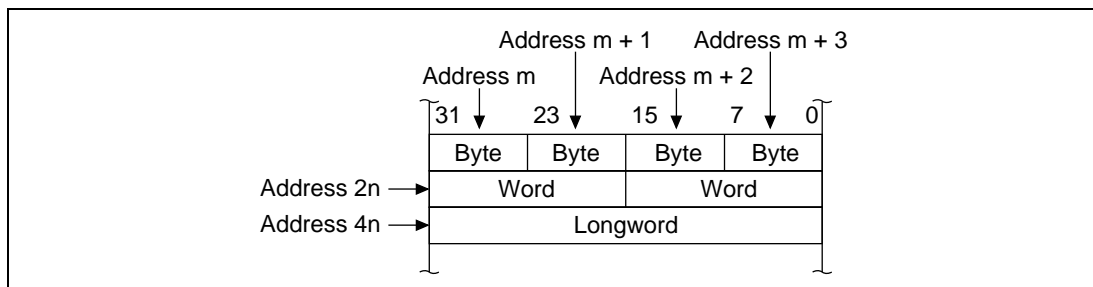 Address m + 1 Address m + 3
Address m Address m + 2
31 23 15 7 0
Byte Byte Byte Byte
Address 2n Word Word
Address 4n Longword